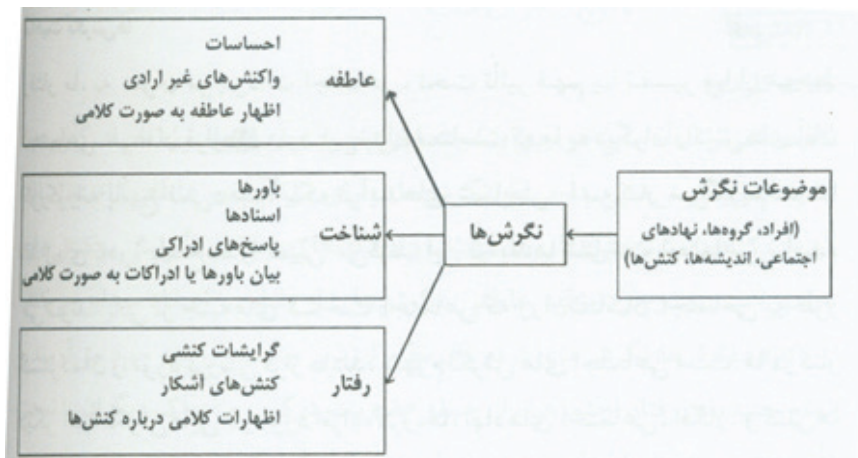 موضوعات نگرش
(افراد، گروه‌ها، نهادهای
اجتماعی، اندیشه‌ها، کنش‌ها)
نگرش‌ها
عاطفه
احساسات
واکنش‌های غیر ارادی
اظهار عاطفه به صورت کلامی
شناخت
باورها
اسنادها
پاسخ‌های ادراکی
بیان باورها یا ادراکات به صورت کلامی
رفتار
گرایشات کنشی
کنش‌های آشکار
اظهارات کلامی درباره کنش‌ها